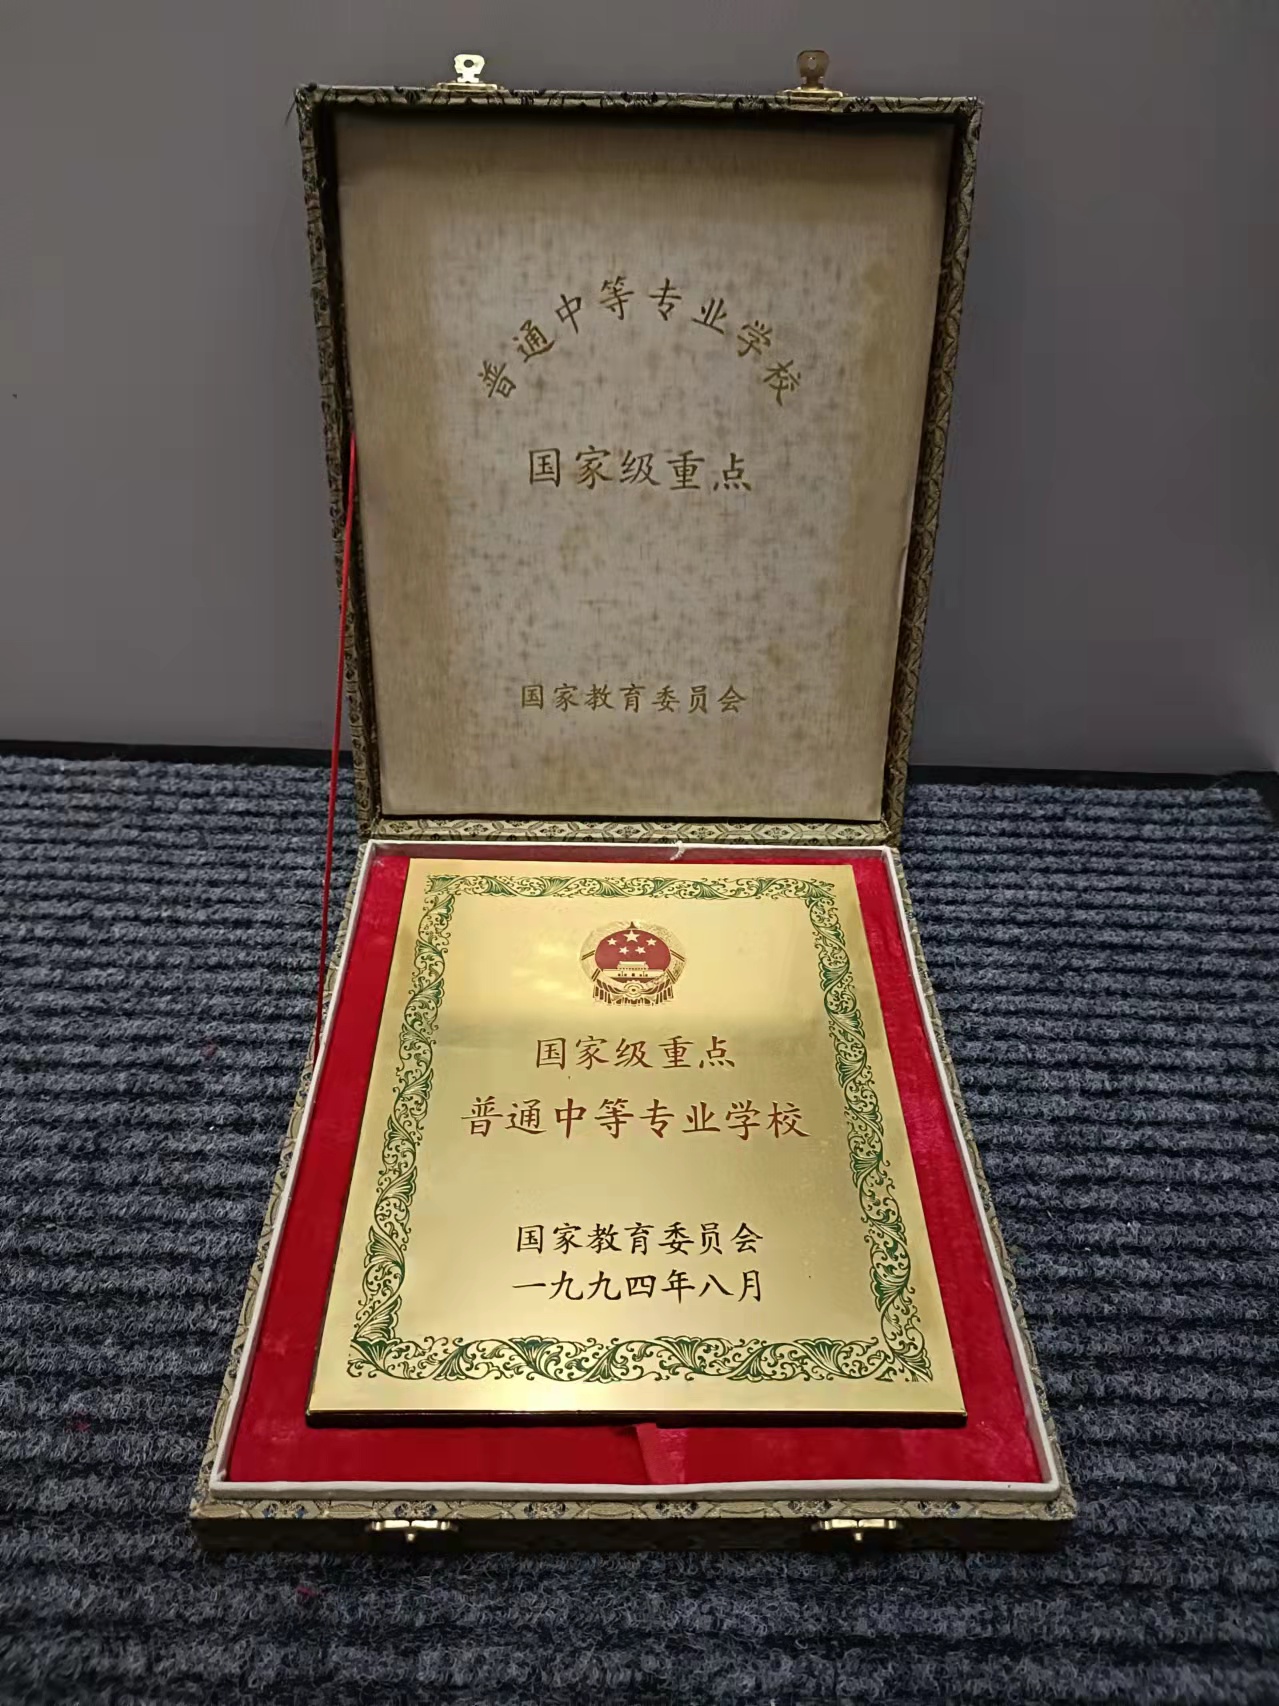 普通中等专业学校
国家级重点
国家教育委员会
国家级重点
普通中等专业学校
国家教育委员会
一九九四年八月